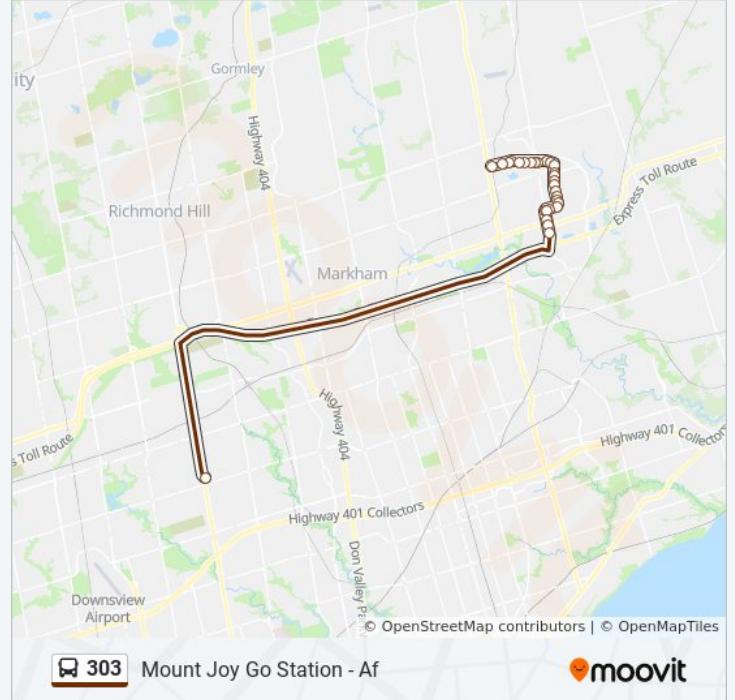 ity
Gormley
Highway 404
Richmond Hill
Express Toll Route
Markham
Highway 404
s Toll Route
Highway 401 Collectors
Highway 401 Collectors
Don Valley Pa
Downsview
Airport
© OpenStreetMap contributors | © OpenMapTiles
303 Mount Joy Go Station - Af
moovit